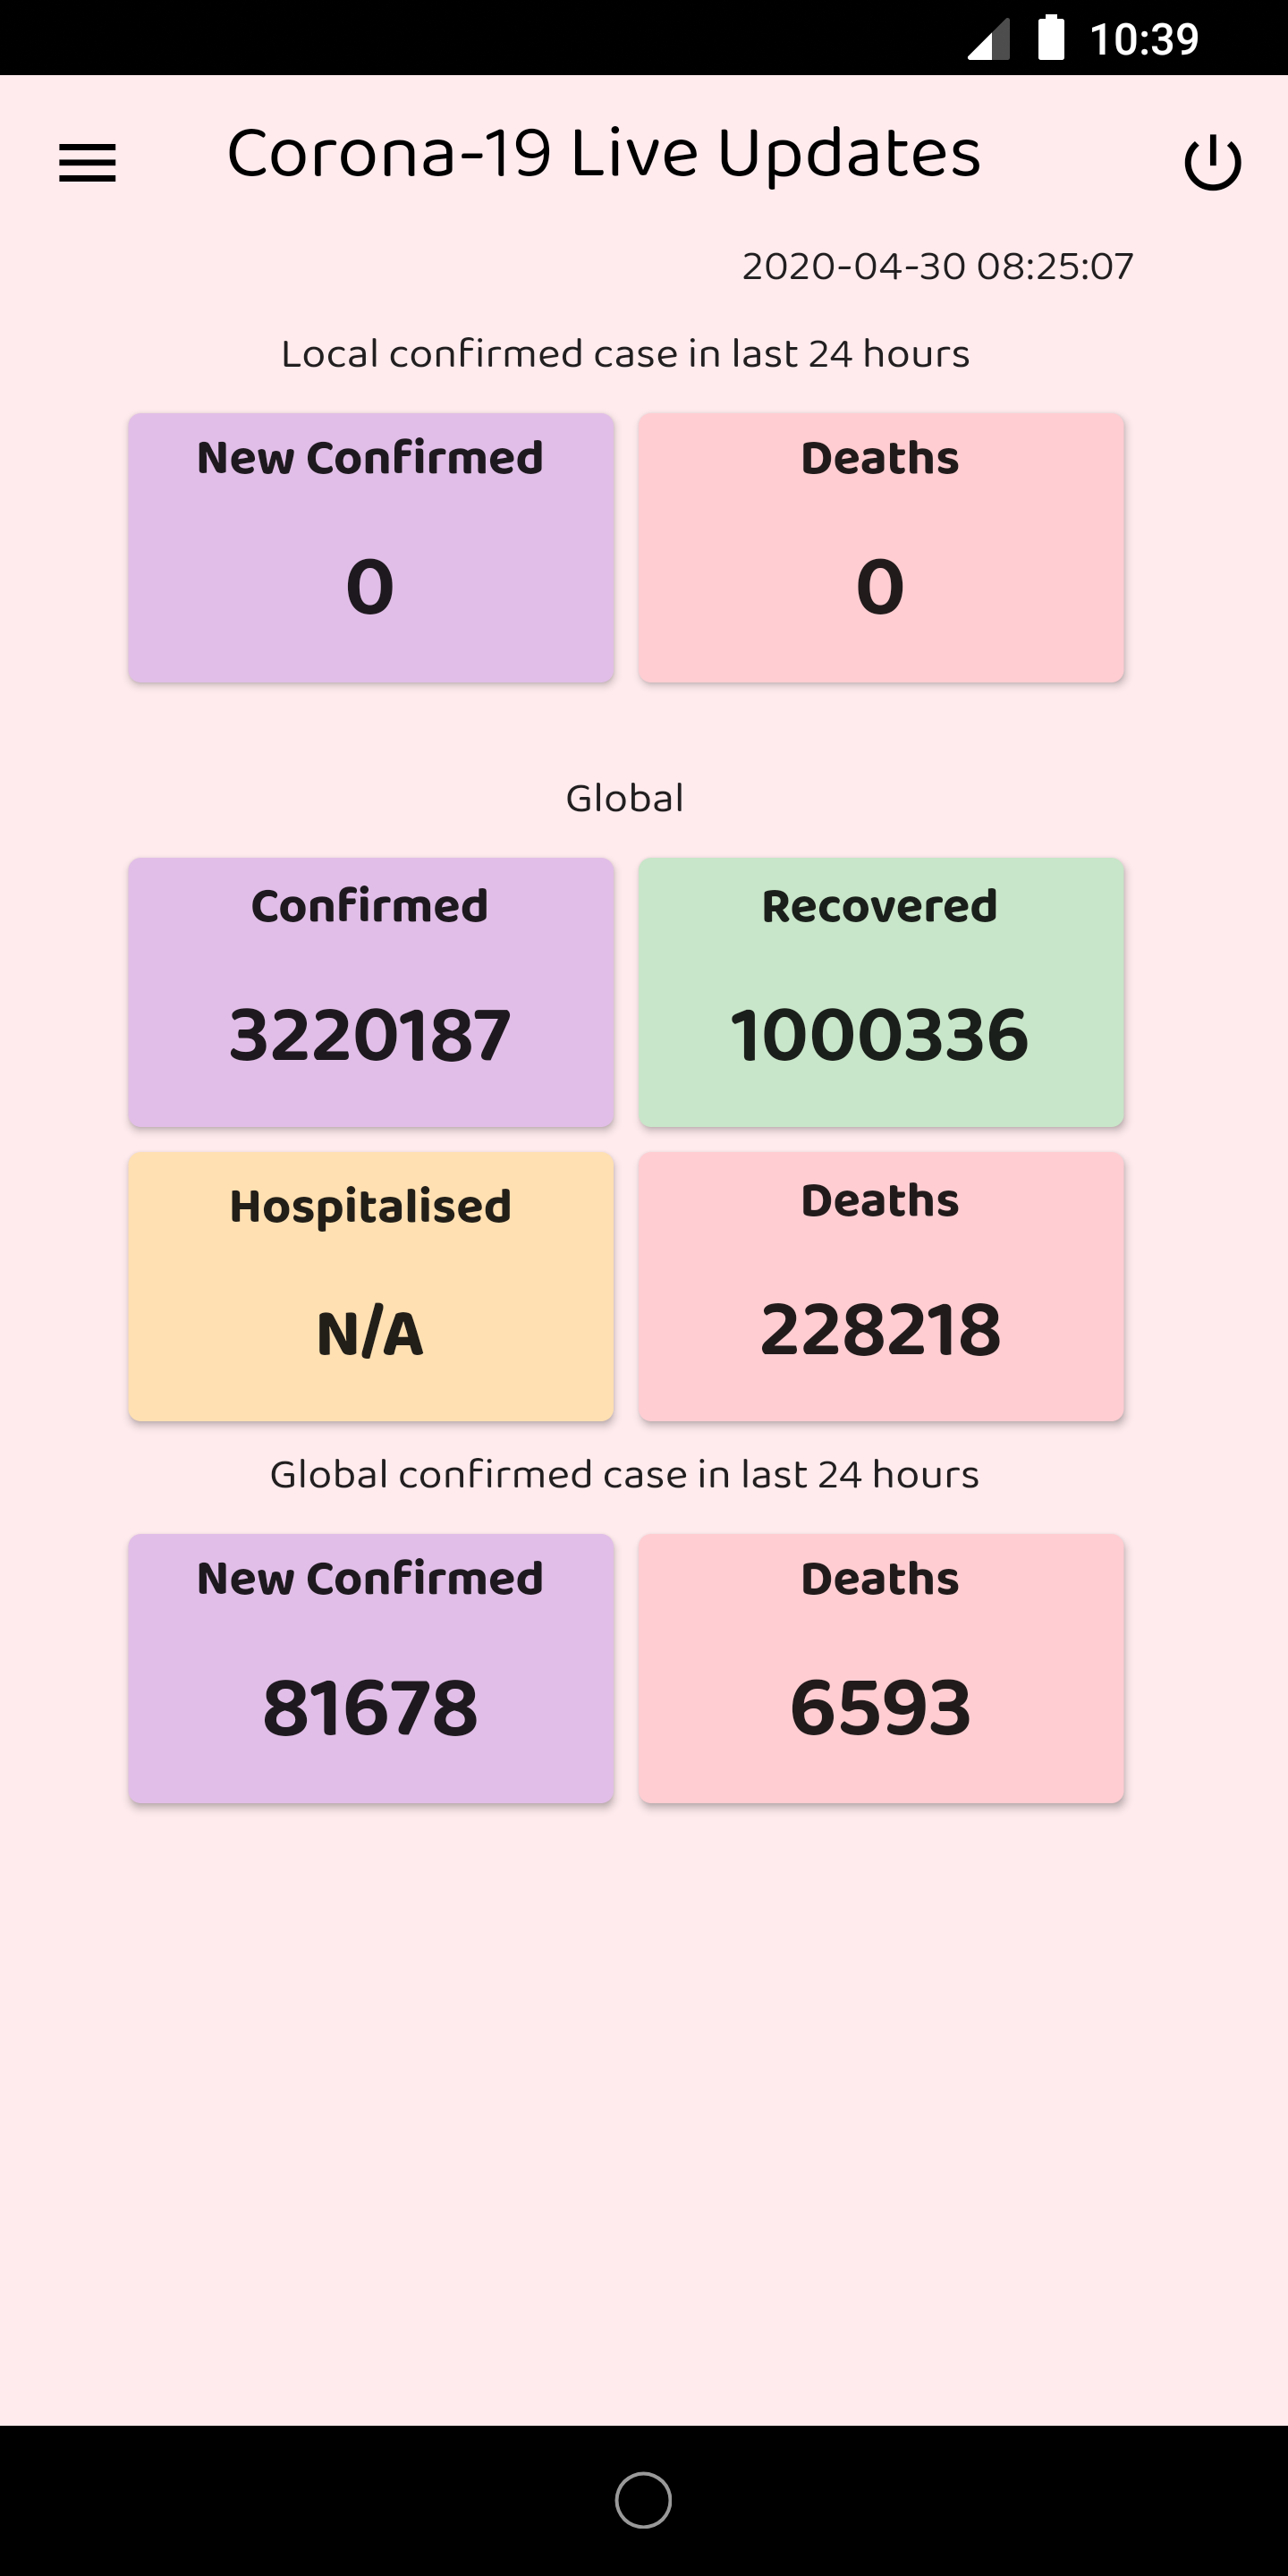 10:39
Corona-19 Live Updates
2020-04-30 08:25:07
Local confirmed case in last 24 hours
New Confirmed
Deaths
0
0
Global
Confirmed
Recovered
3220187
1000336
Hospitalised
Deaths
N/A
228218
Global confirmed case in last 24 hours
New Confirmed
Deaths
81678
6593